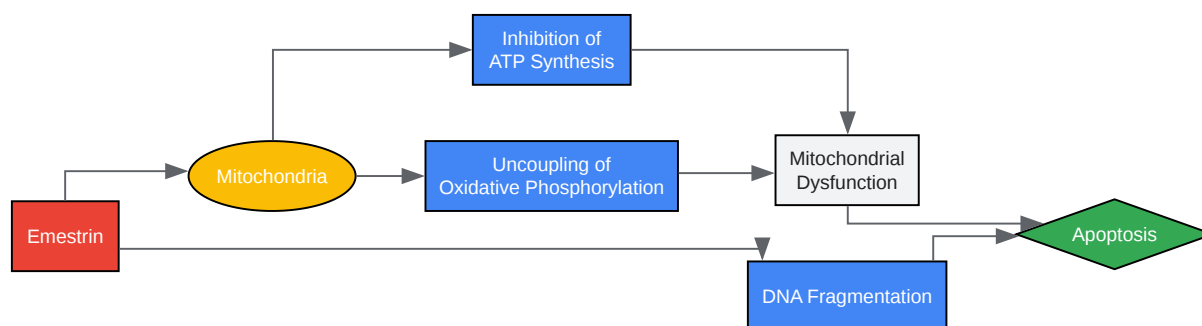 Inhibition of
ATP Synthesis
Mitochondria
Uncoupling of
Oxidative Phosphorylation
Mitochondrial
Dysfunction
Emestrin
Apoptosis
DNA Fragmentation